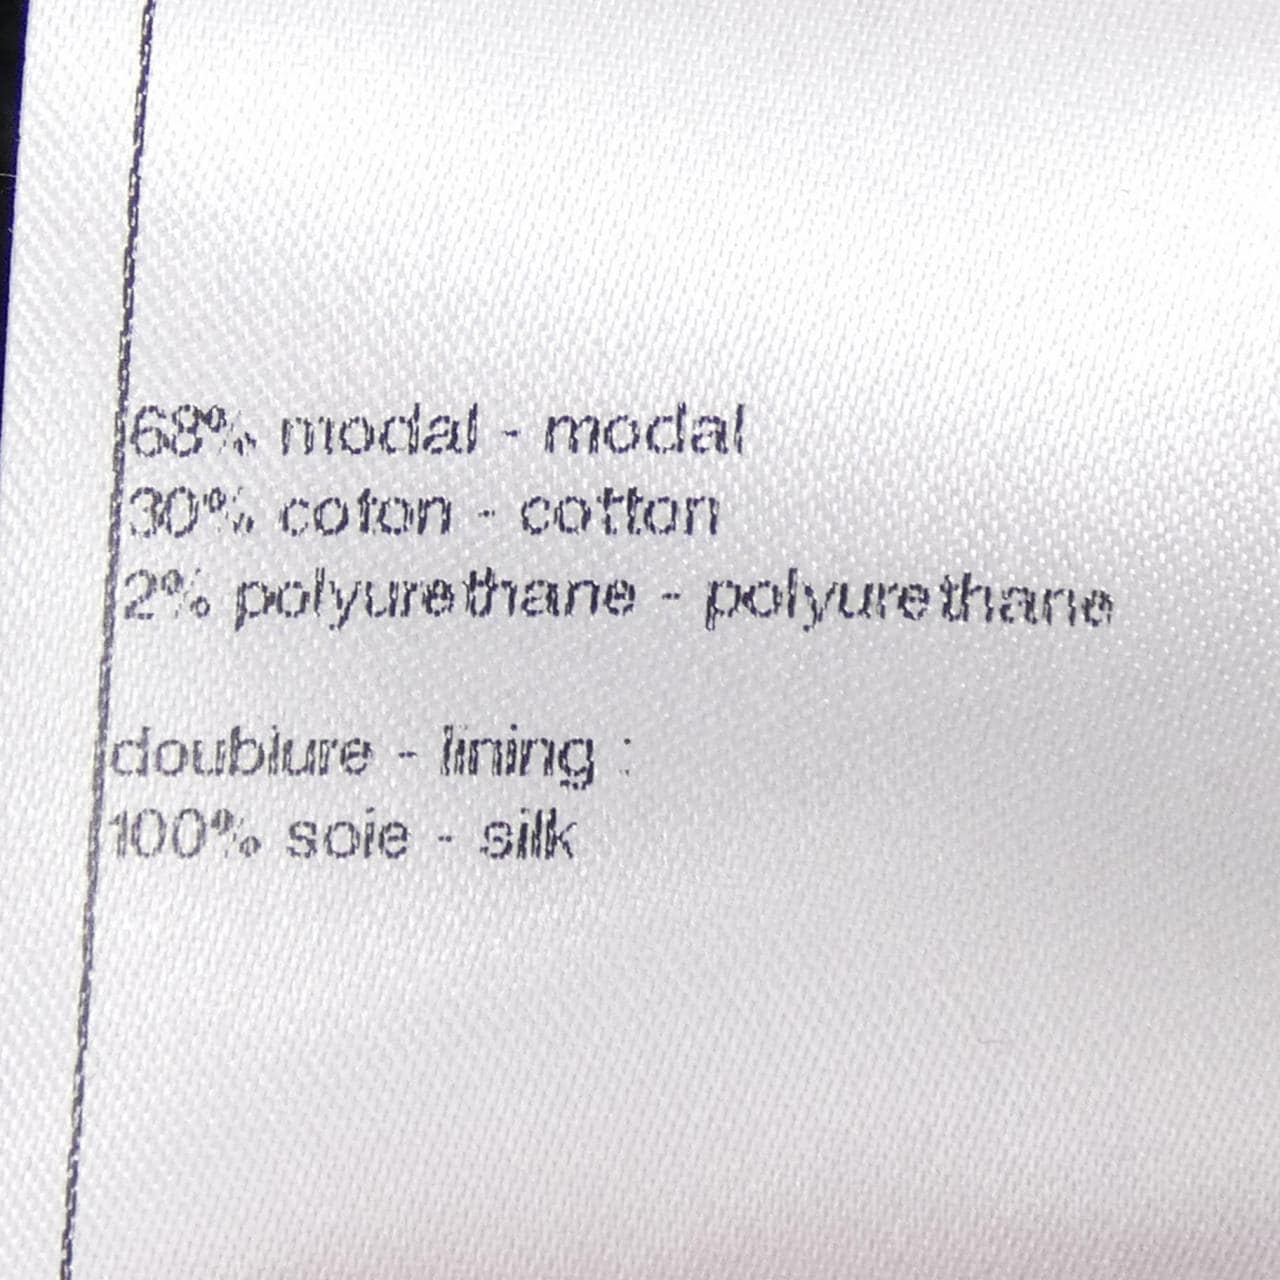 68% modal - modal
30% coton - cotton
2% polyurethane - polyurethane
doublure - lining :
100% soie - silk